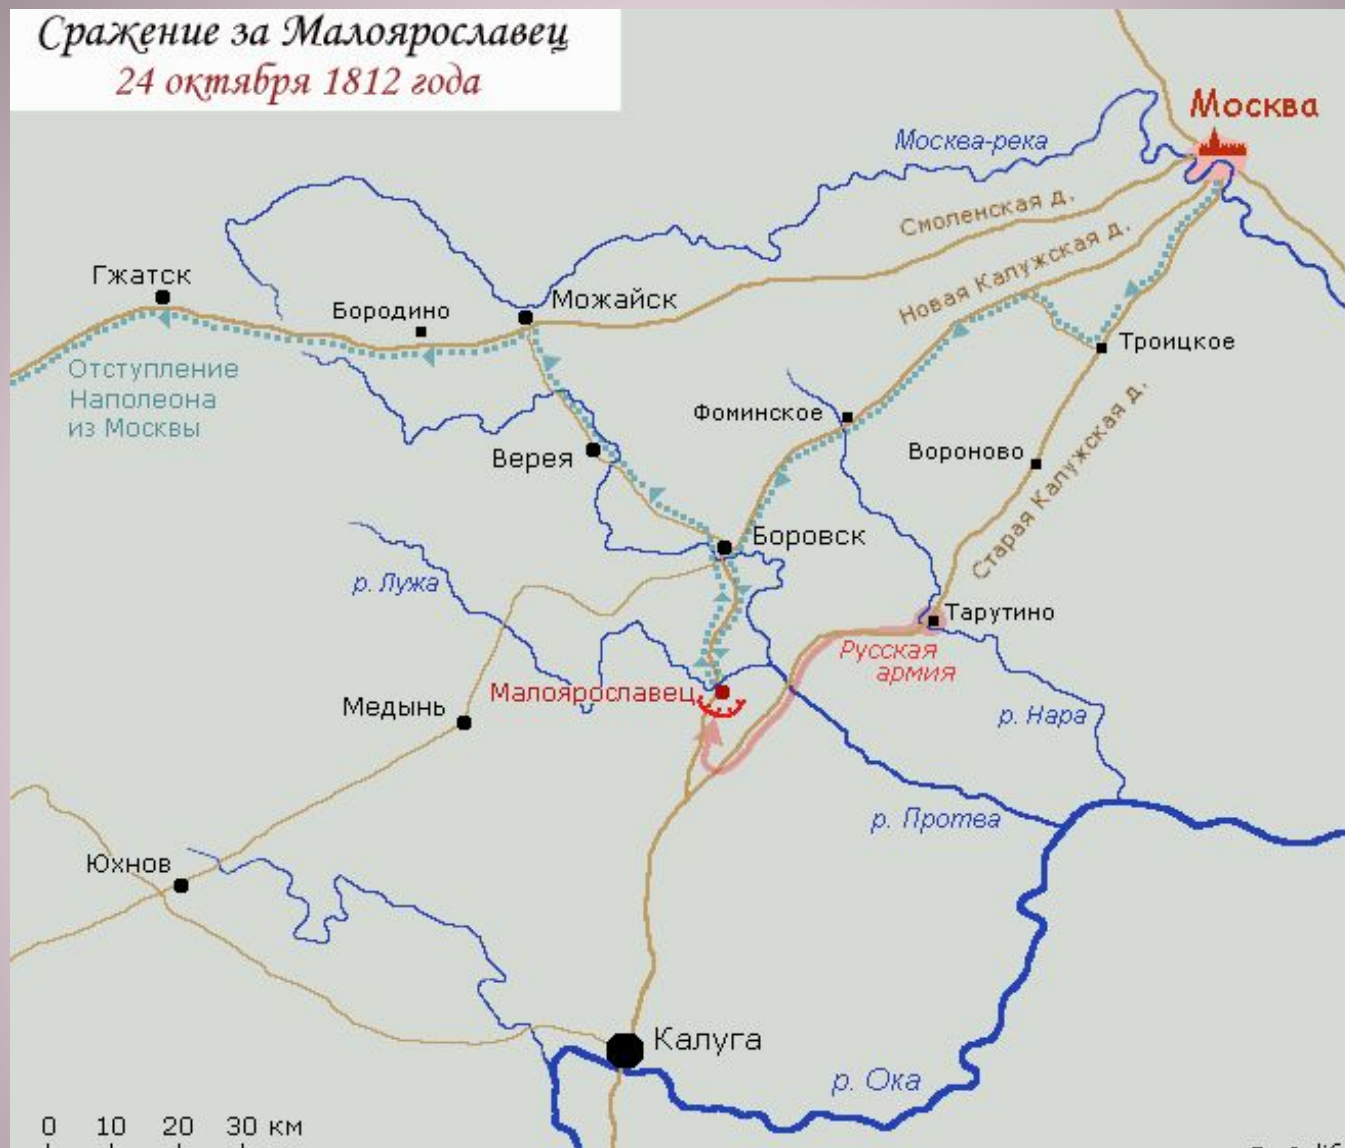 Сражение за Малоярославец
24 октября 1812 года
Москва
Москва-река
Смоленская д.
Новая Калужская д.
Гжатск
Бородино
Можайск
Троицкое
Отступление
Наполеона
из Москвы
Фоминское
Верея
Вороново
Старая Калужская д.
Боровск
р. Лужа
Тарутино
Русская
армия
Малоярославец
Медынь
р. Нара
р. Протва
Юхнов
Калуга
р. Ока
0 10 20 30 км